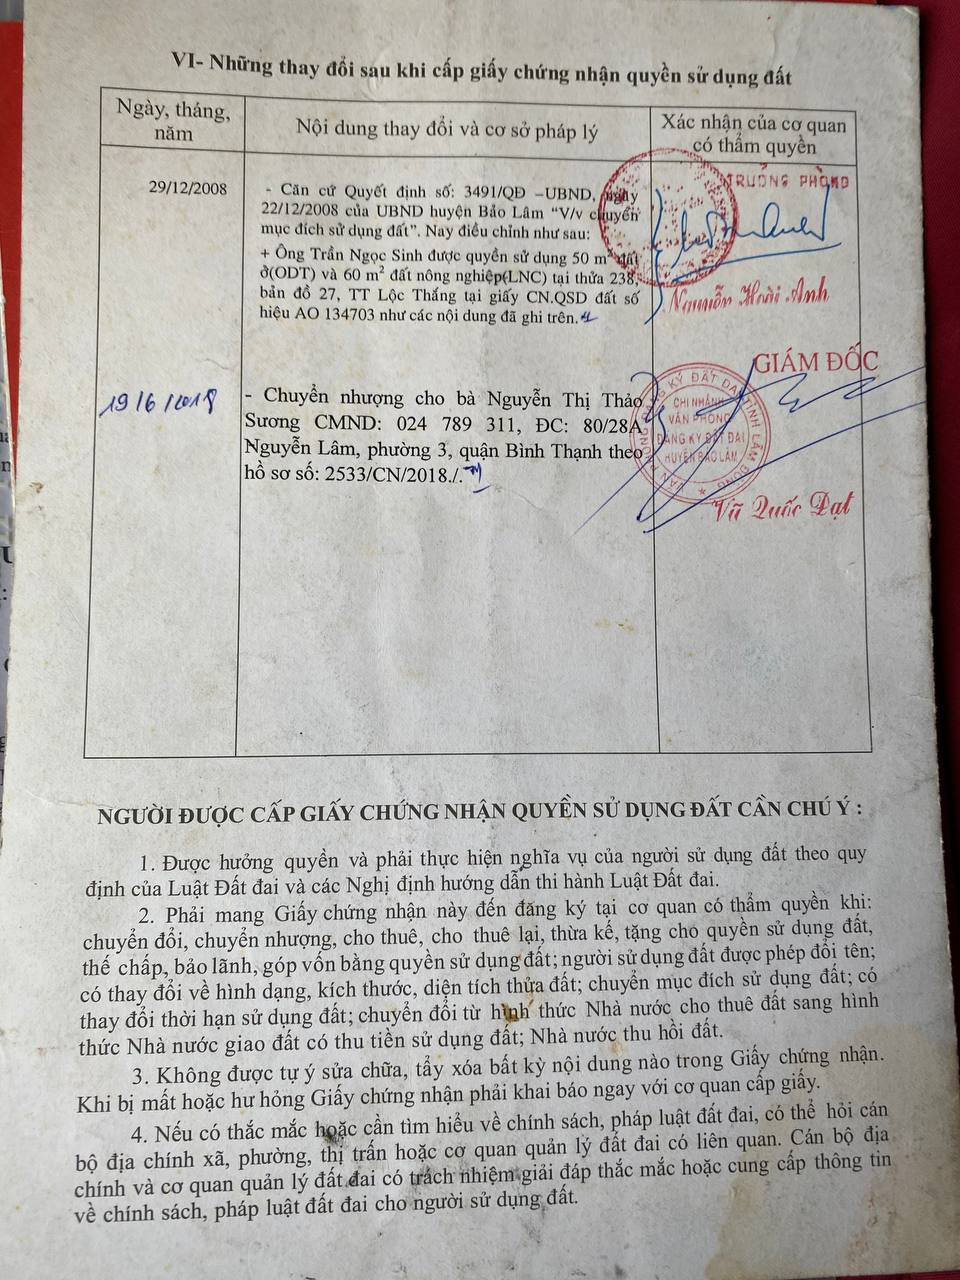 VI- Những thay đổi sau khi cấp giấy chứng nhận quyền sử dụng đất
Ngày, tháng,
năm
Nội dung thay đổi và cơ sở pháp lý
Xác nhận của cơ quan
có thẩm quyền
29/12/2008
- Căn cứ Quyết định số: 3491/QĐ –UBND, ngày
22/12/2008 của UBND huyện Bảo Lâm “V/v chuyển
mục đích sử dụng đất”. Nay điều chỉnh như sau:
+ Ông Trần Ngọc Sinh được quyền sử dụng 50 m² đất
ở(ODT) và 60 m² đất nông nghiệp(LNC) tại thửa 238,
bản đồ 27, TT Lộc Thắng tại giấy CN.QSD đất số
hiệu AO 134703 như các nội dung đã ghi trên.
TRƯỞNG PHÒNG
Nguyễn Hoài Anh
19/6/2018
- Chuyển nhượng cho bà Nguyễn Thị Thảo
Sương CMND: 024 789 311, ĐC: 80/28A
Nguyễn Lâm, phường 3, quận Bình Thạnh theo
hồ sơ số: 2533/CN/2018./.
GIÁM ĐỐC
VĂN PHÒNG ĐĂNG KÝ ĐẤT ĐAI TỈNH LÂM ĐỒNG
CHI NHÁNH
VĂN PHÒNG
ĐĂNG KÝ ĐẤT ĐAI
HUYỆN BẢO LÂM
Vũ Quốc Đạt
NGƯỜI ĐƯỢC CẤP GIẤY CHỨNG NHẬN QUYỀN SỬ DỤNG ĐẤT CẦN CHÚ Ý :
1. Được hưởng quyền và phải thực hiện nghĩa vụ của người sử dụng đất theo quy
định của Luật Đất đai và các Nghị định hướng dẫn thi hành Luật Đất đai.
2. Phải mang Giấy chứng nhận này đến đăng ký tại cơ quan có thẩm quyền khi:
chuyển đổi, chuyển nhượng, cho thuê, cho thuê lại, thừa kế, tặng cho quyền sử dụng đất,
thế chấp, bảo lãnh, góp vốn bằng quyền sử dụng đất; người sử dụng đất được phép đổi tên;
có thay đổi về hình dạng, kích thước, diện tích thửa đất; chuyển mục đích sử dụng đất; có
thay đổi thời hạn sử dụng đất; chuyển đổi từ hình thức Nhà nước cho thuê đất sang hình
thức Nhà nước giao đất có thu tiền sử dụng đất; Nhà nước thu hồi đất.
3. Không được tự ý sửa chữa, tẩy xóa bất kỳ nội dung nào trong Giấy chứng nhận.
Khi bị mất hoặc hư hỏng Giấy chứng nhận phải khai báo ngay với cơ quan cấp giấy.
4. Nếu có thắc mắc hoặc cần tìm hiểu về chính sách, pháp luật đất đai, có thể hỏi cán
bộ địa chính xã, phường, thị trấn hoặc cơ quan quản lý đất đai có liên quan. Cán bộ địa
chính và cơ quan quản lý đất đai có trách nhiệm giải đáp thắc mắc hoặc cung cấp thông tin
về chính sách, pháp luật đất đai cho người sử dụng đất.